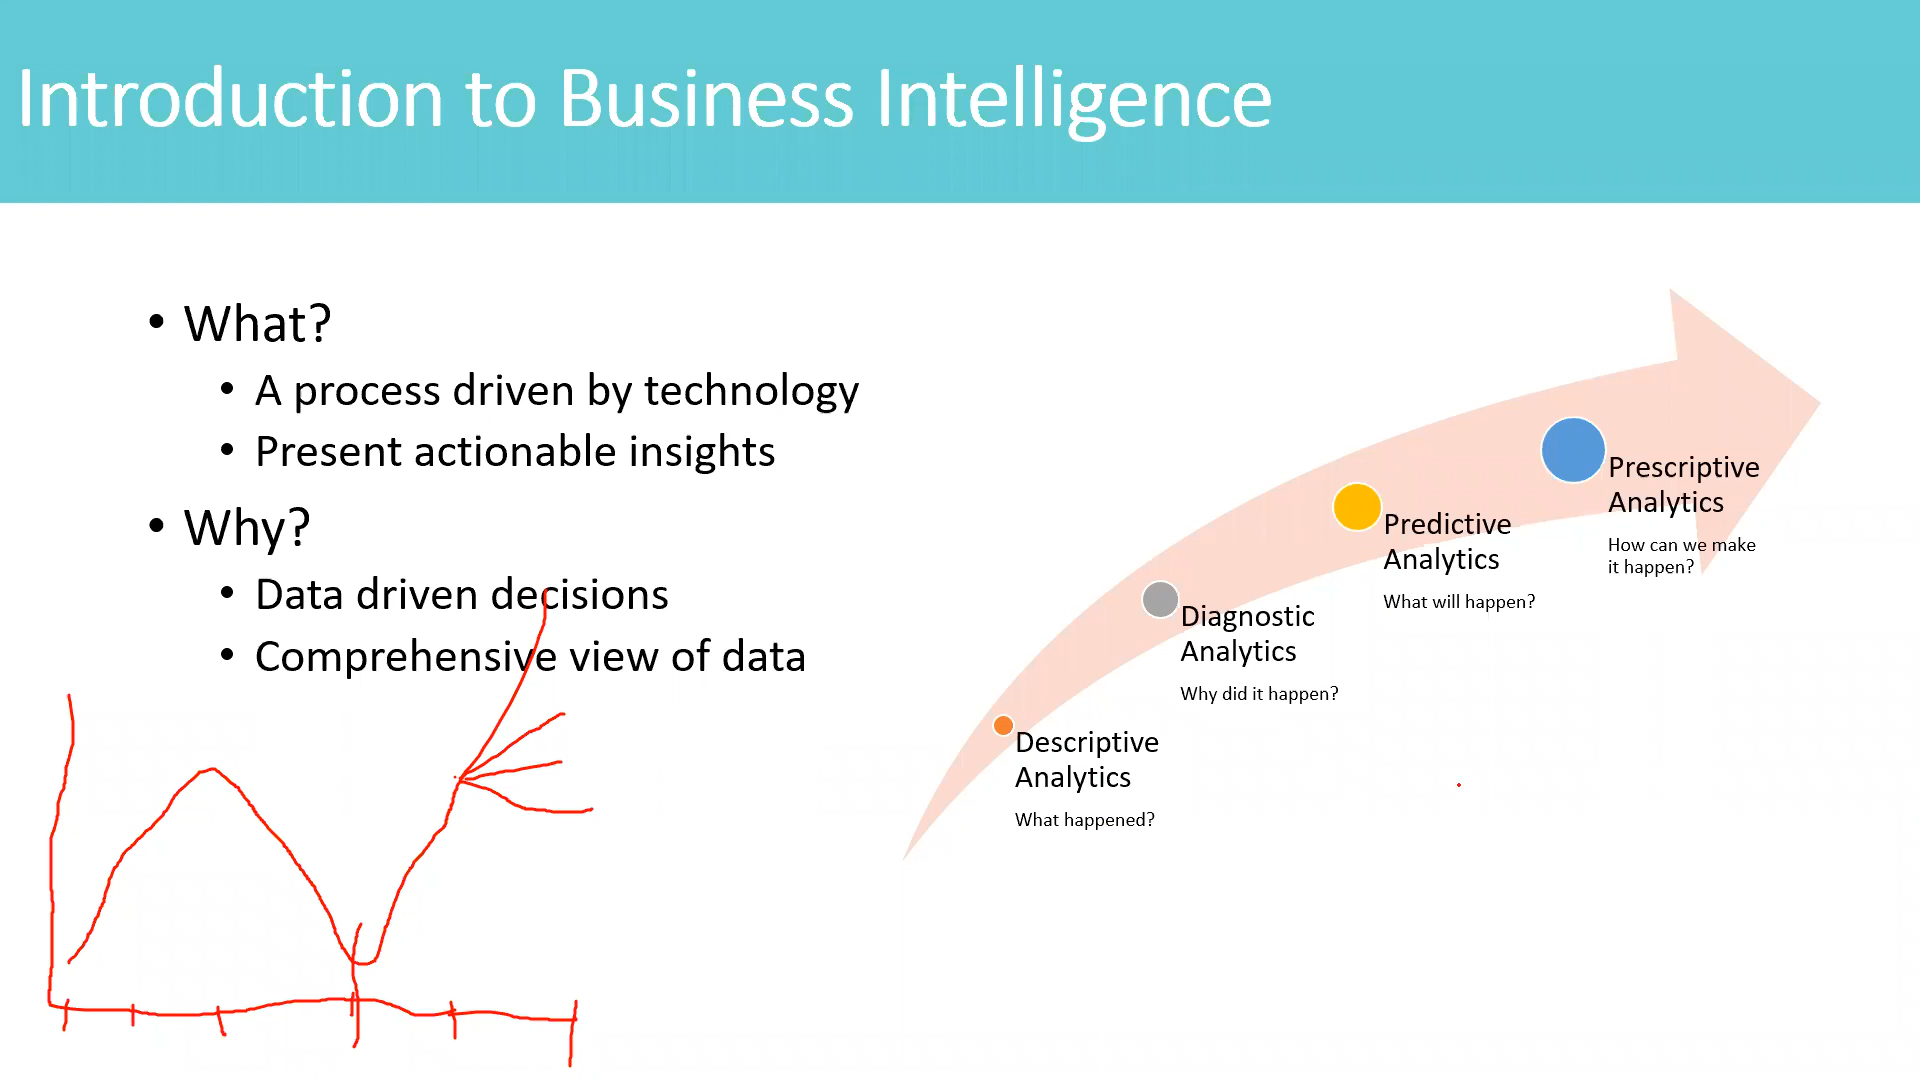 Introduction to Business Intelligence
• What?
• A process driven by technology
• Present actionable insights
• Why?
• Data driven decisions
• Comprehensive view of data
Descriptive
Analytics
What happened?
Diagnostic
Analytics
Why did it happen?
Predictive
Analytics
What will happen?
Prescriptive
Analytics
How can we make
it happen?